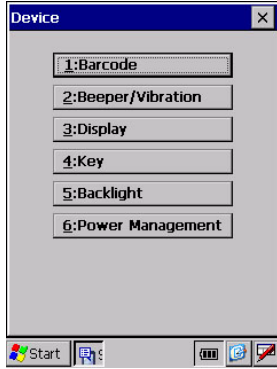 Device
1:Barcode
2:Beeper/Vibration
3:Display
4:Key
5:Backlight
6:Power Management
Start